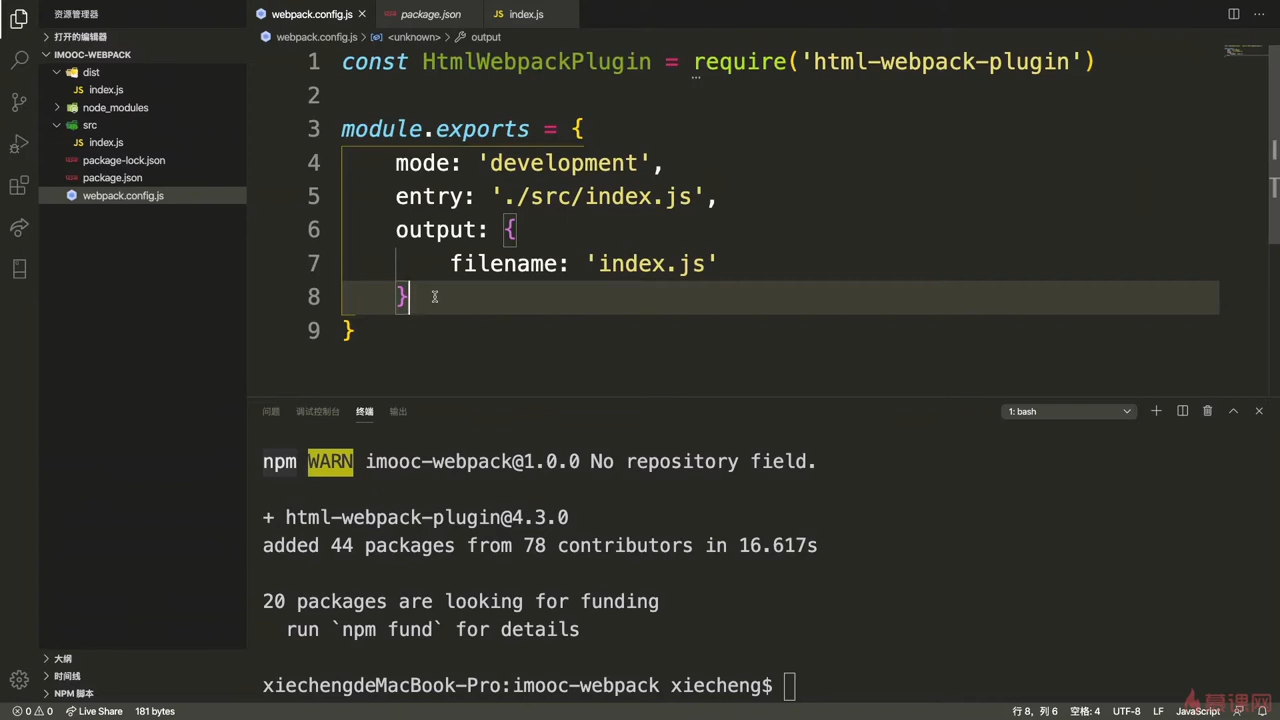 资源管理器
webpack.config.js
package.json
index.js
打开的编辑器
webpack.config.js > <unknown> > output
IMOOC-WEBPACK
dist
index.js
node_modules
src
index.js
package-lock.json
package.json
webpack.config.js
1 const HtmlWebpackPlugin = require('html-webpack-plugin')
2
3 module.exports = {
4 mode: 'development',
5 entry: './src/index.js',
6 output: {
7 filename: 'index.js'
8 }
9 }
问题 调试控制台 终端 输出
1: bash
npm WARN imooc-webpack@1.0.0 No repository field.
+ html-webpack-plugin@4.3.0
added 44 packages from 78 contributors in 16.617s
20 packages are looking for funding
run `npm fund` for details
xiechengdeMacBook-Pro:imooc-webpack xiecheng$
大纲
时间线
NPM 脚本
慕课网
0 0 Live Share 181 bytes 行 8, 列 6 空格: 4 UTF-8 LF JavaScript